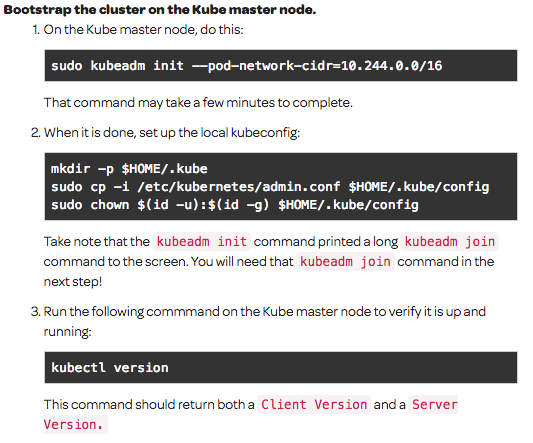 Bootstrap the cluster on the Kube master node.
1. On the Kube master node, do this:
sudo kubeadm init --pod-network-cidr=10.244.0.0/16
That command may take a few minutes to complete.
2. When it is done, set up the local kubeconfig:
mkdir -p $HOME/.kube
sudo cp -i /etc/kubernetes/admin.conf $HOME/.kube/config
sudo chown $(id -u):$(id -g) $HOME/.kube/config
Take note that the kubeadm init command printed a long kubeadm join
command to the screen. You will need that kubeadm join command in the
next step!
3. Run the following commmand on the Kube master node to verify it is up and
running:
kubectl version
This command should return both a Client Version and a Server
Version.